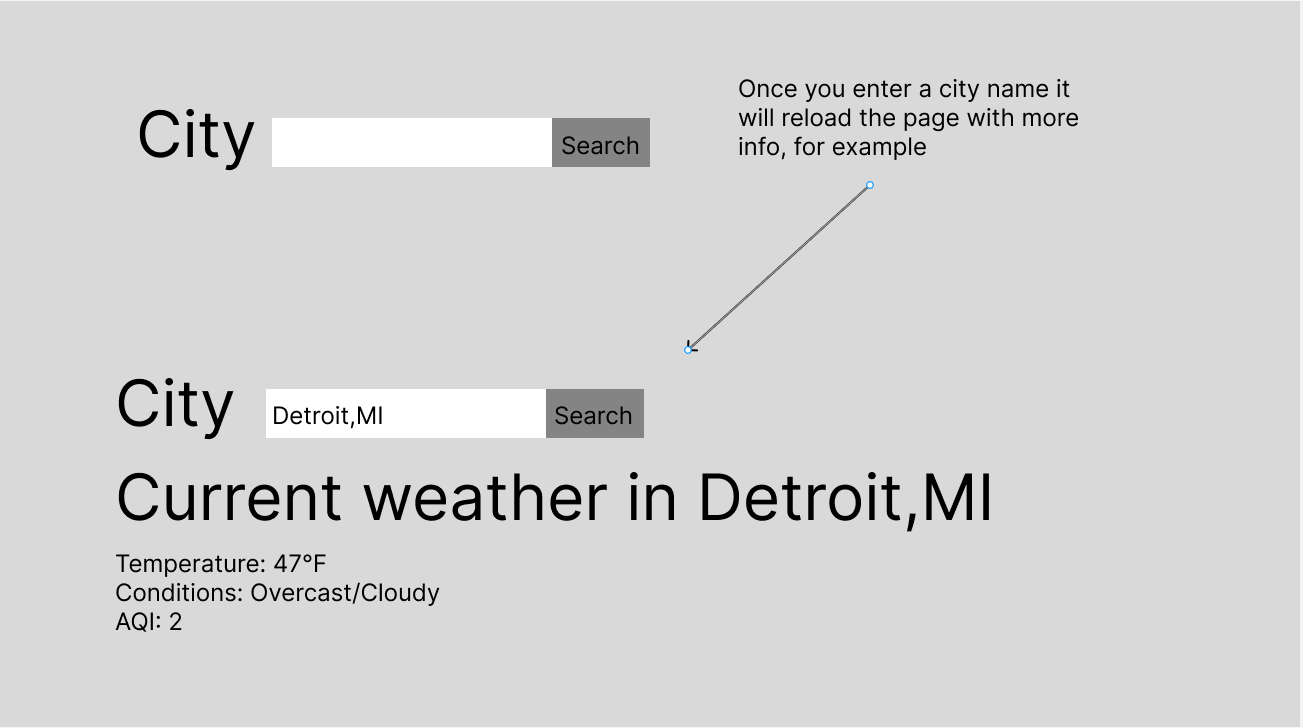 City
Search
Once you enter a city name it
will reload the page with more
info, for example
City
Detroit,MI
Search
Current weather in Detroit,MI
Temperature: 47°F
Conditions: Overcast/Cloudy
AQI: 2